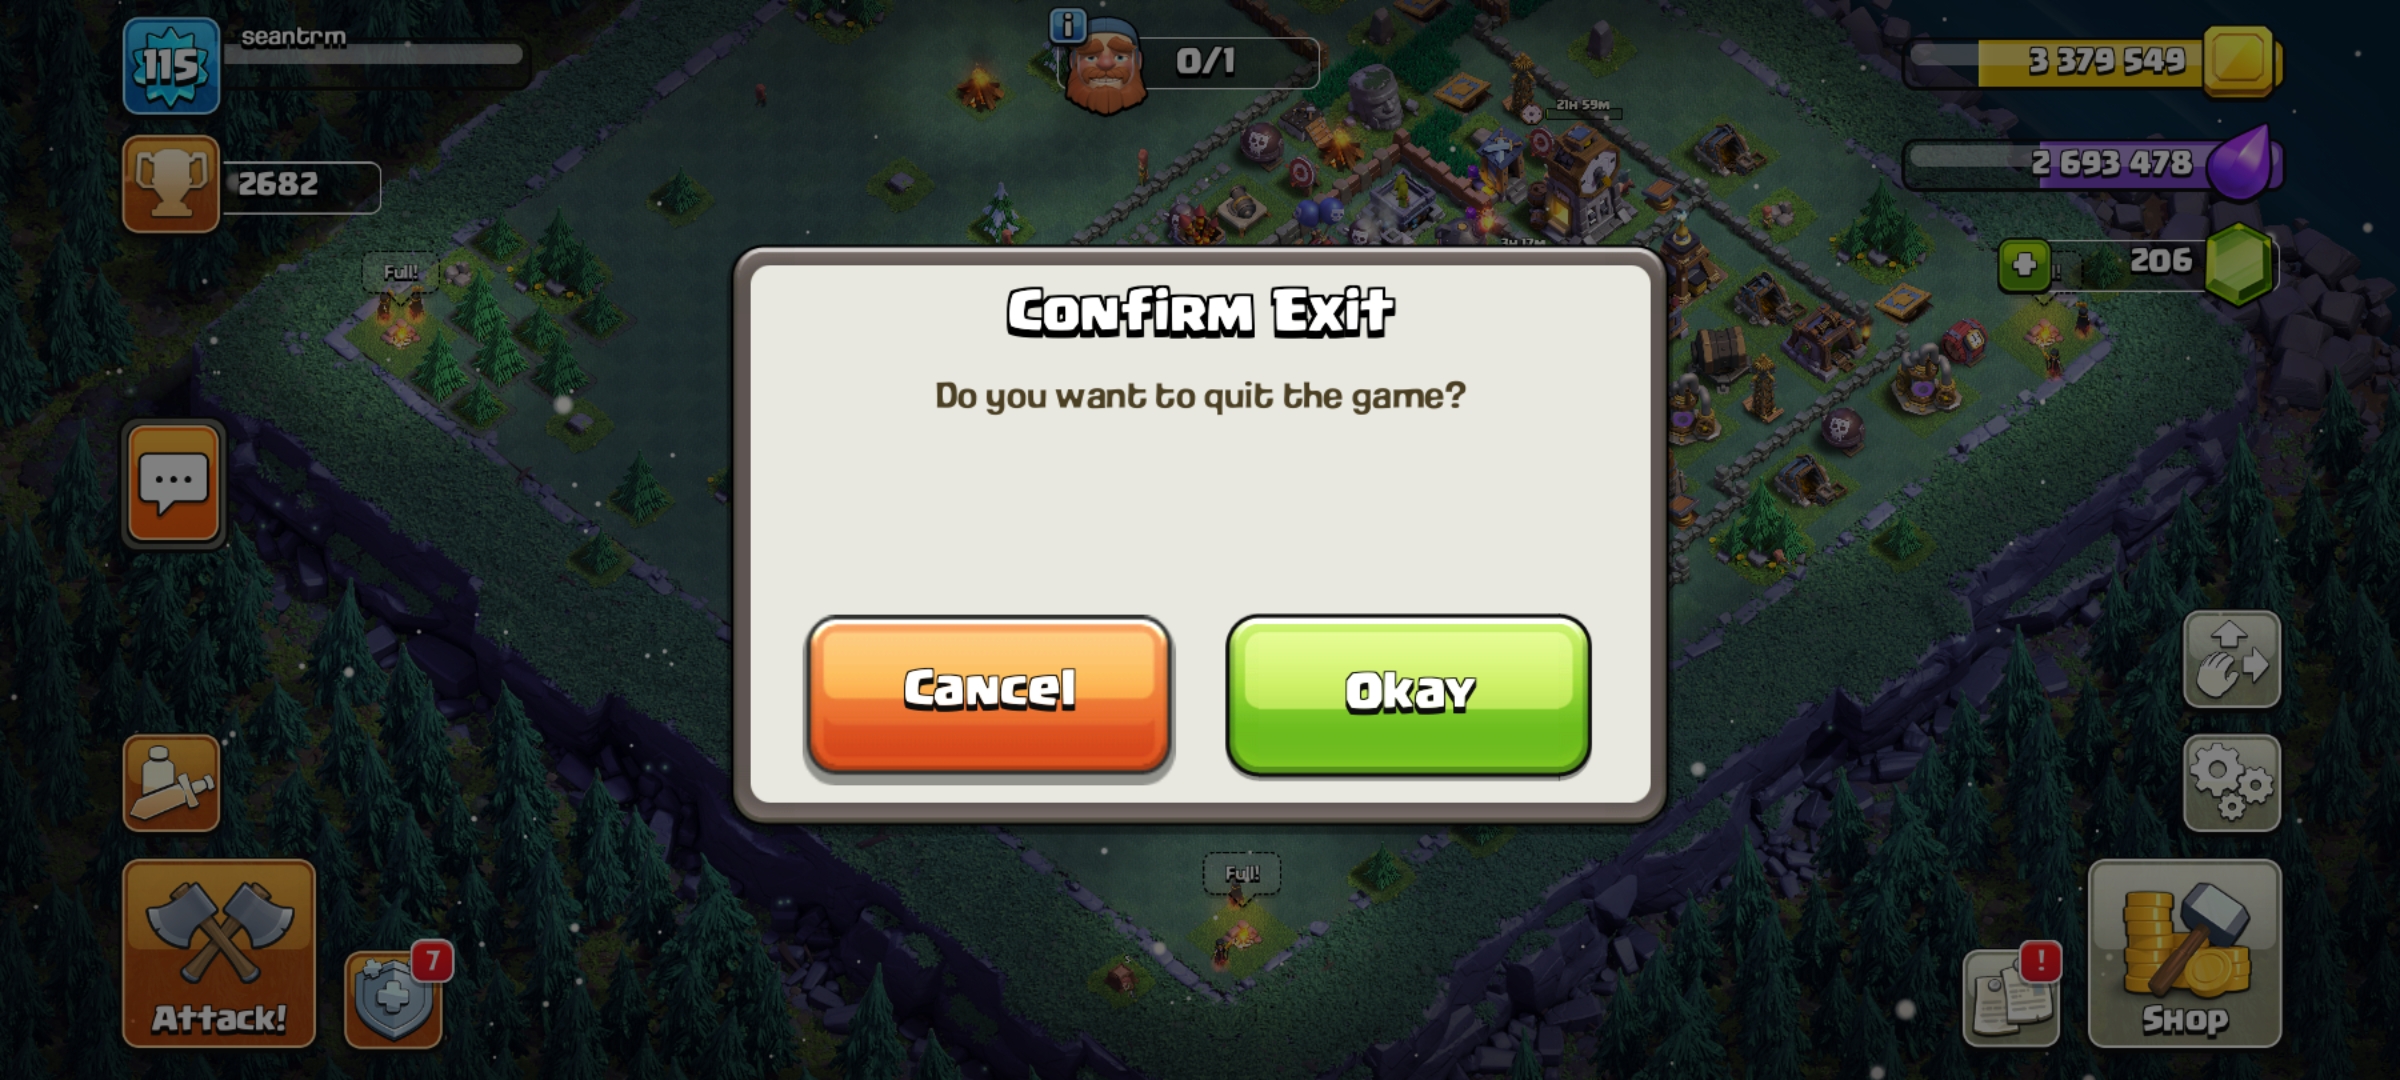 115
seantrm
i
0/1
3 379 549
21H 59M
2682
2 693 478
206
Full!
Confirm Exit
Do you want to quit the game?
Cancel
Okay
Full!
7
!
Attack!
Shop